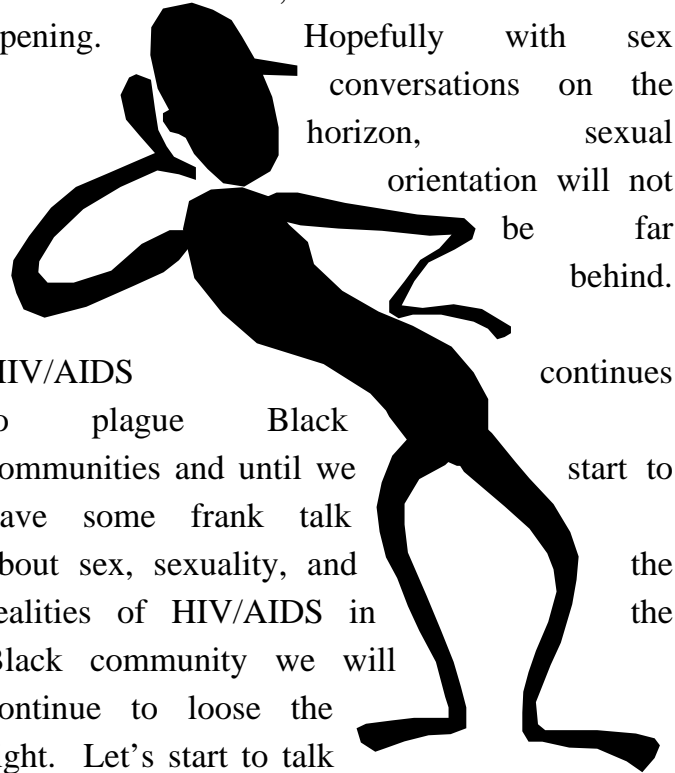 pening. Hopefully with sex
conversations on the
horizon, sexual
orientation will not
be far
behind.
HIV/AIDS continues
o plague Black
ommunities and until we start to
ave some frank talk
bout sex, sexuality, and the
ealities of HIV/AIDS in the
Black community we will
ontinue to loose the
ight. Let's start to talk